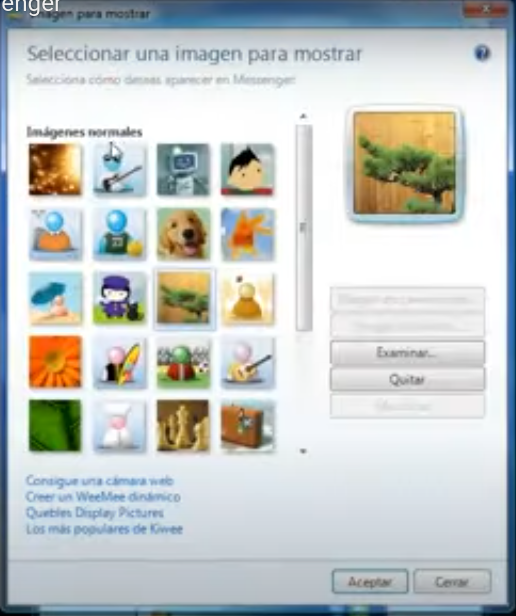 enger
Imagen para mostrar
Seleccionar una imagen para mostrar
Selecciona cómo deseas aparecer en Messenger:
Imágenes normales
Examinar...
Quitar
Consigue una cámara web
Creer un WeeMee dinámico
Quebles Display Pictures
Los más populares de Kiwee
Aceptar
Cerrar